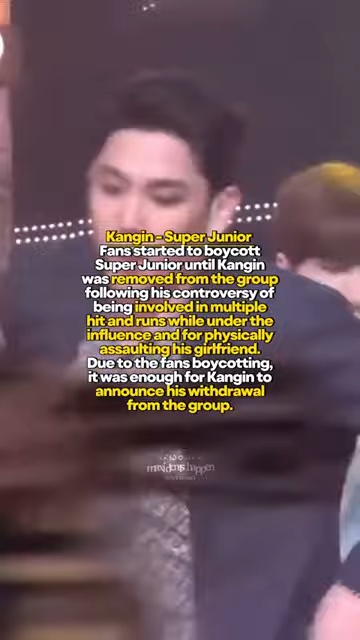 Kangin - Super Junior
Fans started to boycott
Super Junior until Kangin
was removed from the group
following his controversy of
being involved in multiple
hit and runs while under the
influence and for physically
assaulting his girlfriend.
Due to the fans boycotting,
it was enough for Kangin to
announce his withdrawal
from the group.
happen